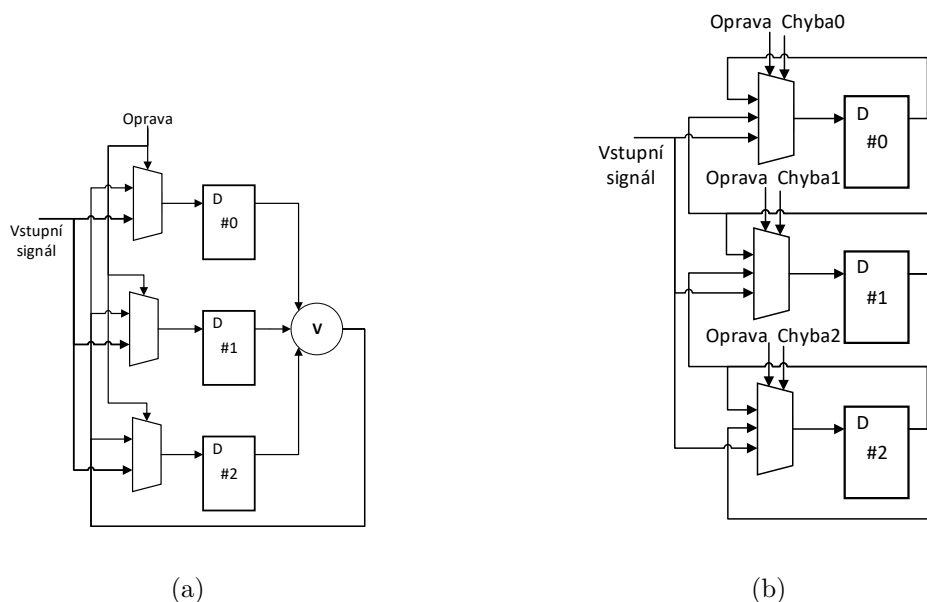 Oprava
Vstupní
signál
D
#0
D
#1
D
#2
V
(a)
Oprava Chyba0
D
#0
Vstupní
signál
Oprava Chyba1
D
#1
Oprava Chyba2
D
#2
(b)